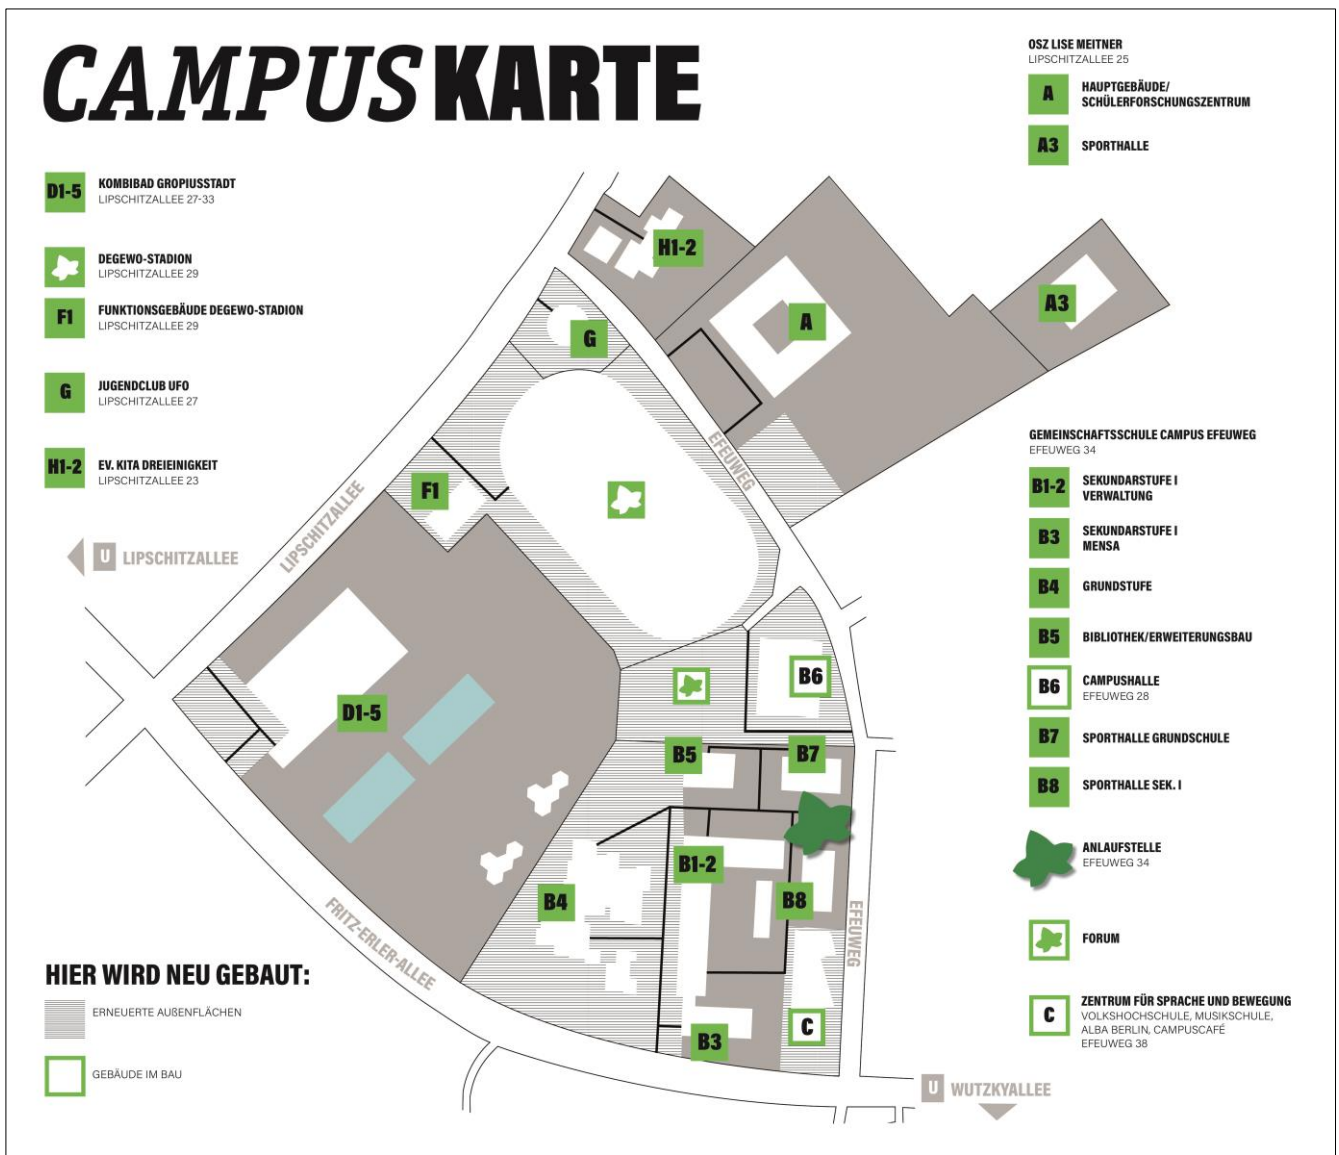 CAMPUSKARTE
D1-5
KOMBIBAD GROPIUSSTADT
LIPSCHITZALLEE 27-33
DEGEWO-STADION
LIPSCHITZALLEE 29
F1
FUNKTIONSGEBÄUDE DEGEWO-STADION
LIPSCHITZALLEE 29
G
JUGENDCLUB UFO
LIPSCHITZALLEE 27
H1-2
EV. KITA DREIEINIGKEIT
LIPSCHITZALLEE 23
U LIPSCHITZALLEE
HIER WIRD NEU GEBAUT:
ERNEUERTE AUßENFLÄCHEN
GEBÄUDE IM BAU
H1-2
A
A3
G
EFEUWEG
F1
LIPSCHITZALLEE
D1-5
B6
B5
B7
B1-2
B8
B4
EFEUWEG
FRITZ-ERLER-ALLEE
C
B3
U WUTZKYALLEE
OSZ LISE MEITNER
LIPSCHITZALLEE 25
A
HAUPTGEBÄUDE/
SCHÜLERFORSCHUNGSZENTRUM
A3
SPORTHALLE
GEMEINSCHAFTSSCHULE CAMPUS EFEUWEG
EFEUWEG 34
B1-2
SEKUNDARSTUFE I
VERWALTUNG
B3
SEKUNDARSTUFE I
MENSA
B4
GRUNDSTUFE
B5
BIBLIOTHEK/ERWEITERUNGSBAU
B6
CAMPUSHALLE
EFEUWEG 28
B7
SPORTHALLE GRUNDSCHULE
B8
SPORTHALLE SEK. I
ANLAUFSTELLE
EFEUWEG 34
FORUM
C
ZENTRUM FÜR SPRACHE UND BEWEGUNG
VOLKSHOCHSCHULE, MUSIKSCHULE,
ALBA BERLIN, CAMPUSCAFÉ
EFEUWEG 38